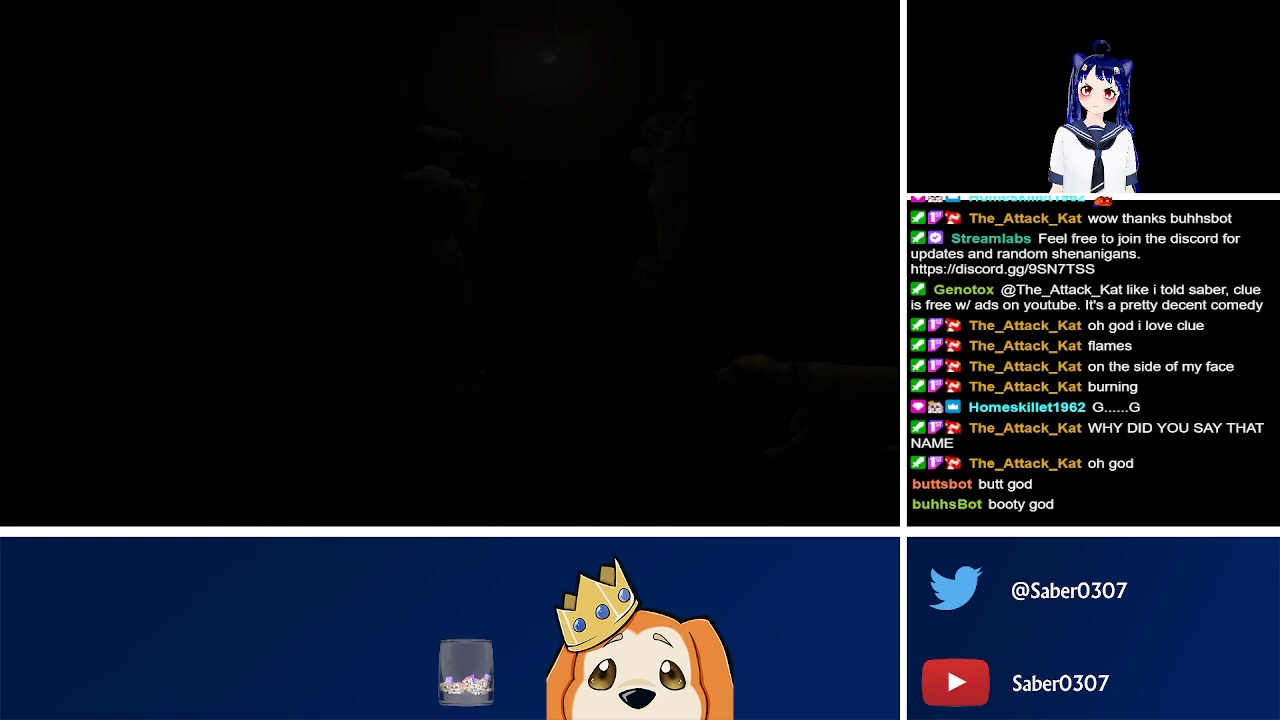 Homeskillet1962
The_Attack_Kat wow thanks buhhsbot
Streamlabs Feel free to join the discord for
updates and random shenanigans.
https://discord.gg/9SN7TSS
Genotox @The_Attack_Kat like i told saber, clue
is free w/ ads on youtube. It's a pretty decent comedy
The_Attack_Kat oh god i love clue
The_Attack_Kat flames
The_Attack_Kat on the side of my face
The_Attack_Kat burning
Homeskillet1962 G......G
The_Attack_Kat WHY DID YOU SAY THAT
NAME
The_Attack_Kat oh god
buttsbot butt god
buhhsBot booty god
@Saber0307
Saber0307